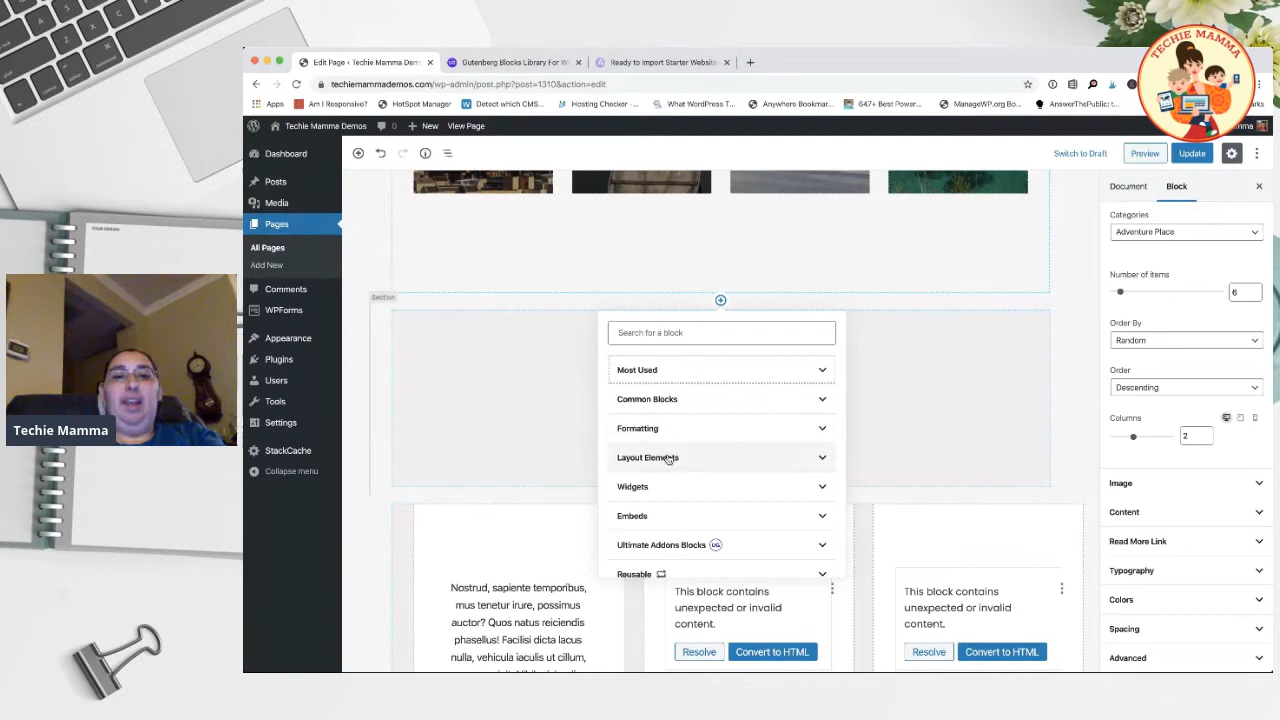 YOUR DESIGN
TECHIE MAMMA
Edit Page ‹ Techie Mamma Dem
Gutenberg Blocks Library For W
Ready to Import Starter Website
techiemammademos.com/wp-admin/post.php?post=1310&action=edit
Apps
Am I Responsive?
HotSpot Manager
Detect which CMS...
Hosting Checker -...
What WordPress T...
Anywhere Bookmar...
647+ Best Power...
ManageWP.org Bo...
AnswerThePublic: t...
Techie Mamma Demos
0
New
View Page
Dashboard
Posts
Media
Pages
All Pages
Add New
Comments
WPForms
Appearance
Plugins
Users
Tools
Settings
StackCache
Collapse menu
Switch to Draft
Preview
Update
Section
Search for a block
Most Used
Common Blocks
Formatting
Layout Elements
Widgets
Embeds
Ultimate Addons Blocks
UG
Reusable
Nostrud, sapiente temporibus,
mus tenetur irure, possimus
auctor? Quos natus reiciendis
phasellus! Facilisi dicta lacus
nulla, vehicula iaculis ut cillum,
This block contains
unexpected or invalid
content.
Resolve
Convert to HTML
This block contains
unexpected or invalid
content.
Resolve
Convert to HTML
Document
Block
Categories
Adventure Place
Number of items
6
Order By
Random
Order
Descending
Columns
2
Image
Content
Read More Link
Typography
Colors
Spacing
Advanced
Techie Mamma